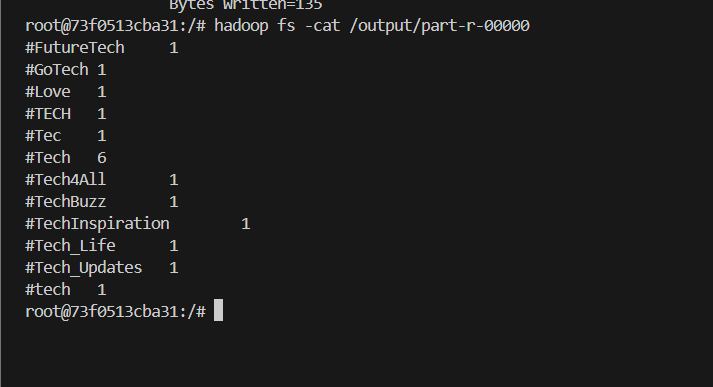 Bytes Written=135
root@73f0513cba31:/# hadoop fs -cat /output/part-r-00000
#FutureTech 1
#GoTech 1
#Love 1
#TECH 1
#Tec 1
#Tech 6
#Tech4All 1
#TechBuzz 1
#TechInspiration 1
#Tech_Life 1
#Tech_Updates 1
#tech 1
root@73f0513cba31:/#